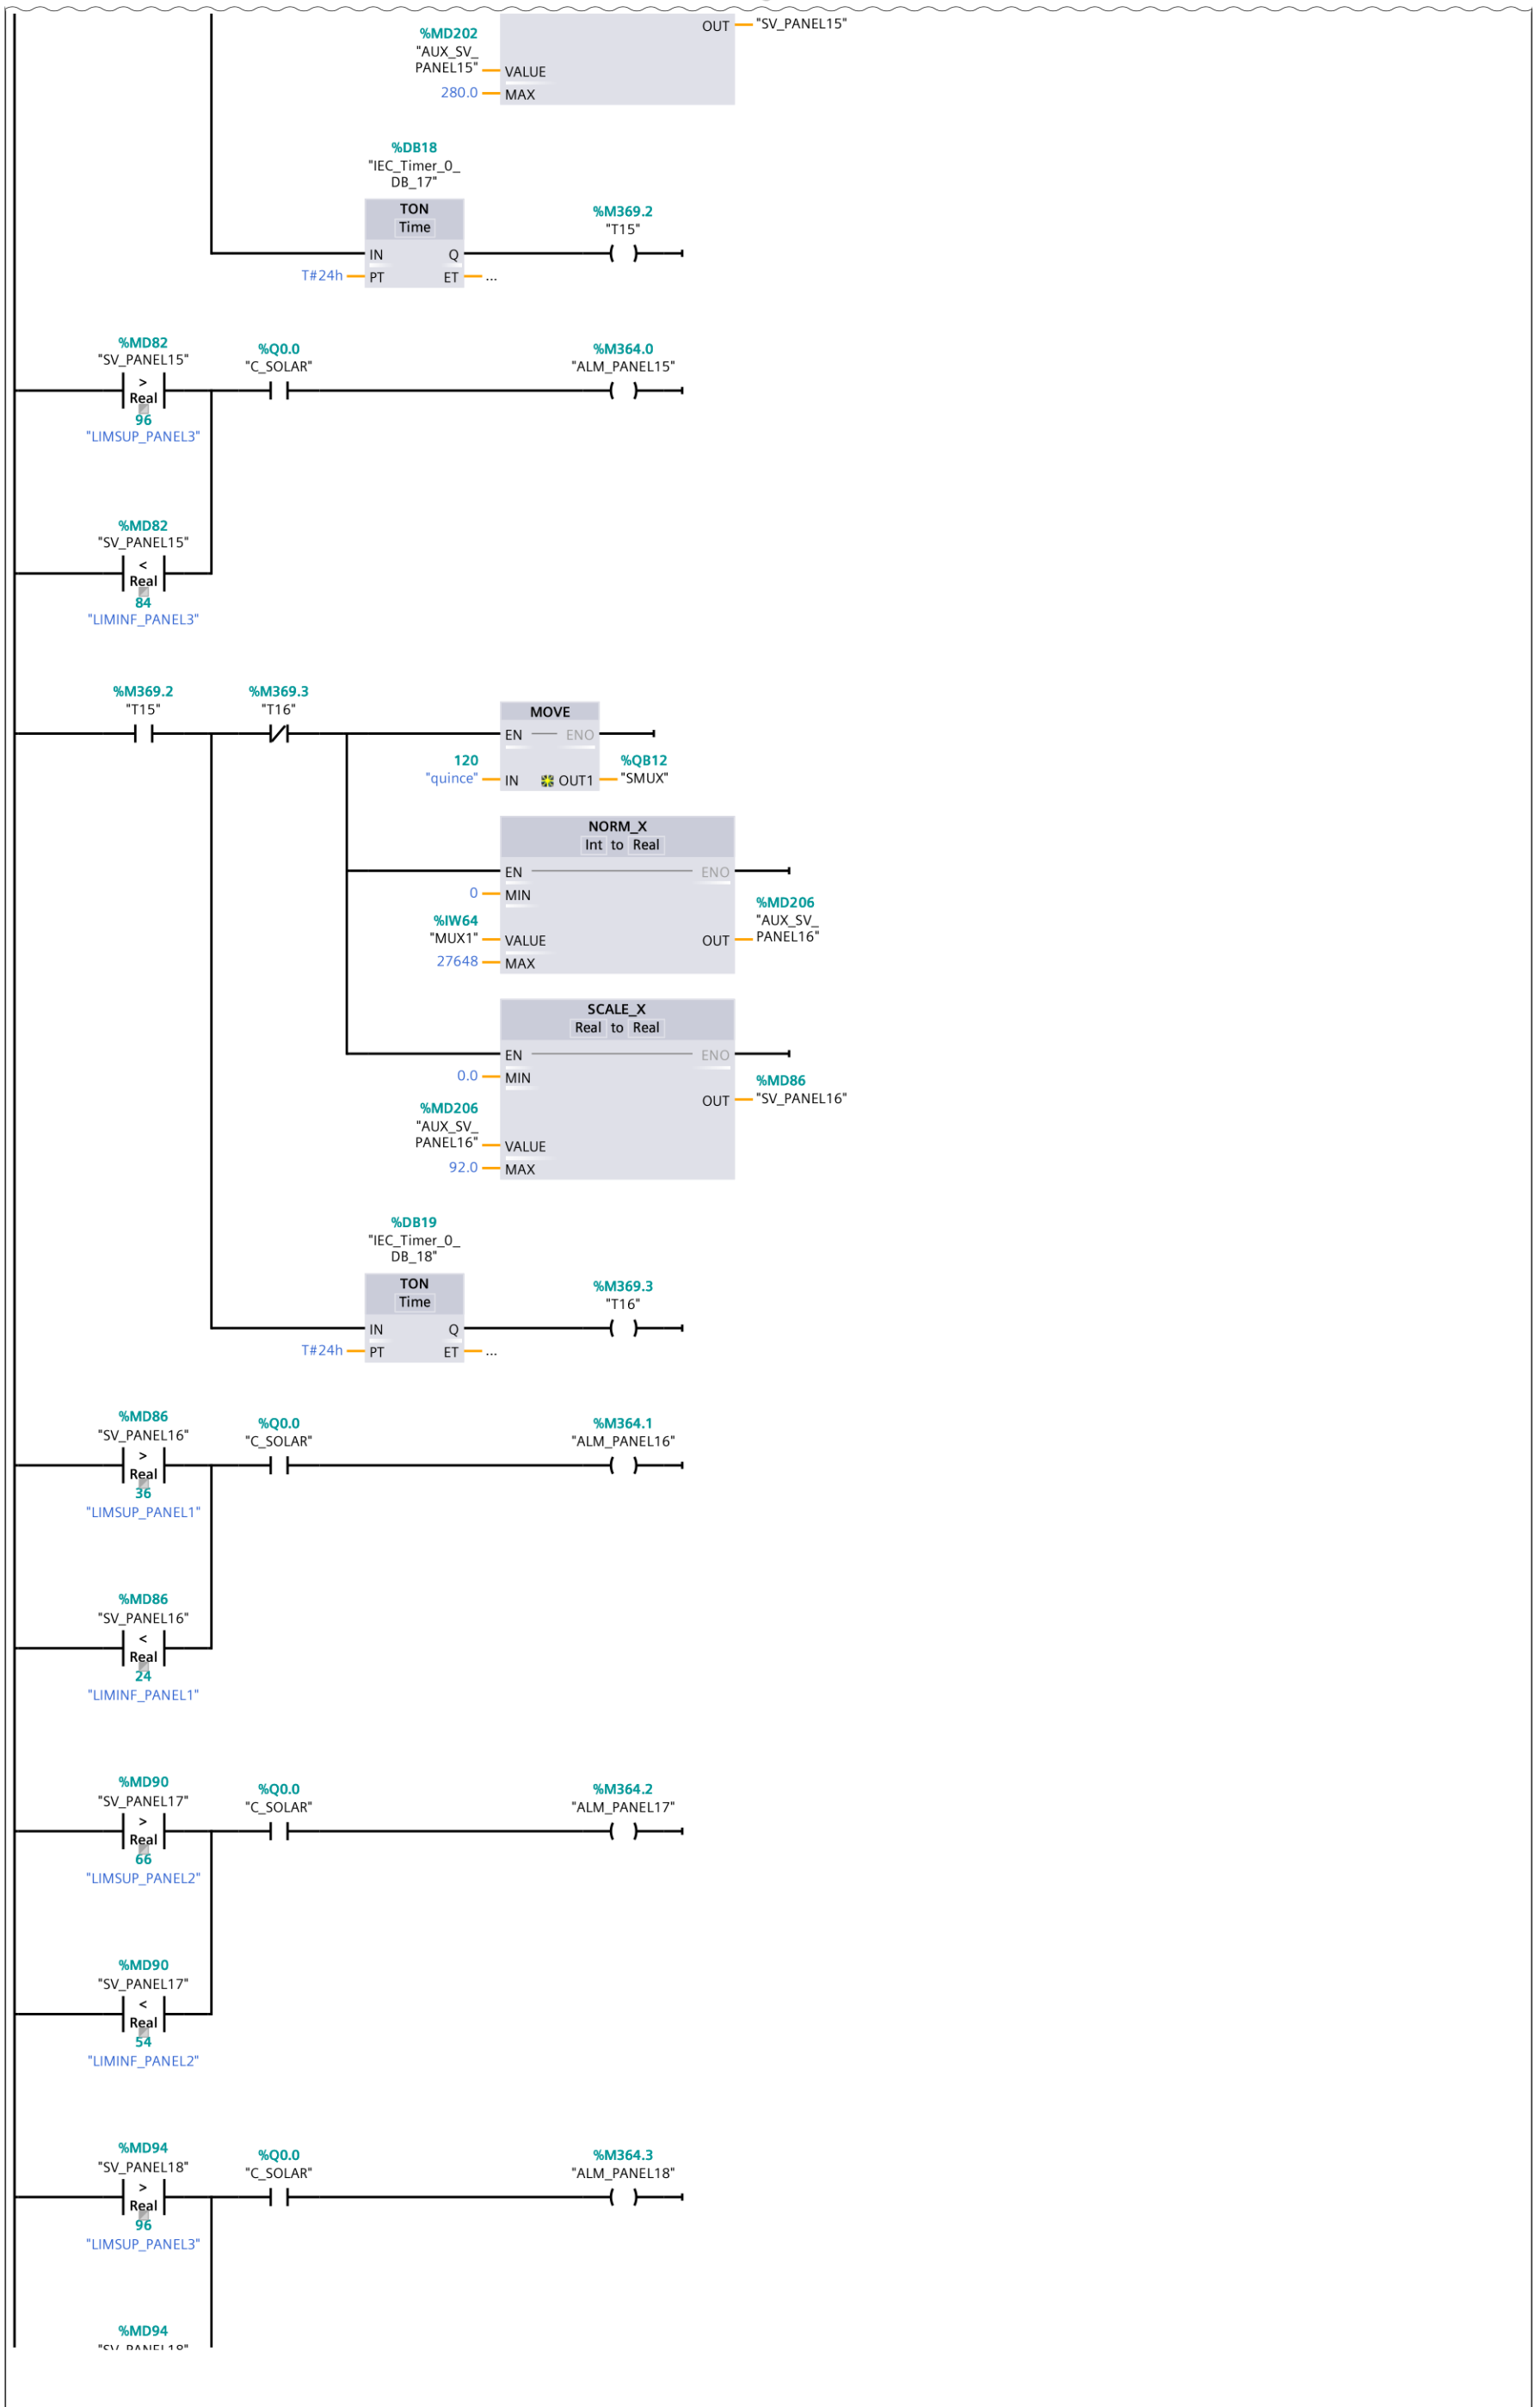 OUT
"SV_PANEL15"
%MD202
"AUX_SV_
PANEL15"
VALUE
280.0
MAX
%DB18
"IEC_Timer_0_
DB_17"
TON
Time
%M369.2
"T15"
IN
Q
T#24h
PT
ET
...
%MD82
"SV_PANEL15"
%Q0.0
"C_SOLAR"
%M364.0
"ALM_PANEL15"
>
Real
96
"LIMSUP_PANEL3"
%MD82
"SV_PANEL15"
<
Real
84
"LIMINF_PANEL3"
%M369.2
"T15"
%M369.3
"T16"
MOVE
EN
ENO
120
"quince"
IN
OUT1
%QB12
"SMUX"
NORM_X
Int to Real
EN
ENO
0
MIN
%IW64
"MUX1"
VALUE
OUT
%MD206
"AUX_SV_
PANEL16"
27648
MAX
SCALE_X
Real to Real
EN
ENO
0.0
MIN
OUT
%MD86
"SV_PANEL16"
%MD206
"AUX_SV_
PANEL16"
VALUE
92.0
MAX
%DB19
"IEC_Timer_0_
DB_18"
TON
Time
%M369.3
"T16"
IN
Q
T#24h
PT
ET
...
%MD86
"SV_PANEL16"
%Q0.0
"C_SOLAR"
%M364.1
"ALM_PANEL16"
>
Real
36
"LIMSUP_PANEL1"
%MD86
"SV_PANEL16"
<
Real
24
"LIMINF_PANEL1"
%MD90
"SV_PANEL17"
%Q0.0
"C_SOLAR"
%M364.2
"ALM_PANEL17"
>
Real
66
"LIMSUP_PANEL2"
%MD90
"SV_PANEL17"
<
Real
54
"LIMINF_PANEL2"
%MD94
"SV_PANEL18"
%Q0.0
"C_SOLAR"
%M364.3
"ALM_PANEL18"
>
Real
96
"LIMSUP_PANEL3"
%MD94
"SV_PANEL18"